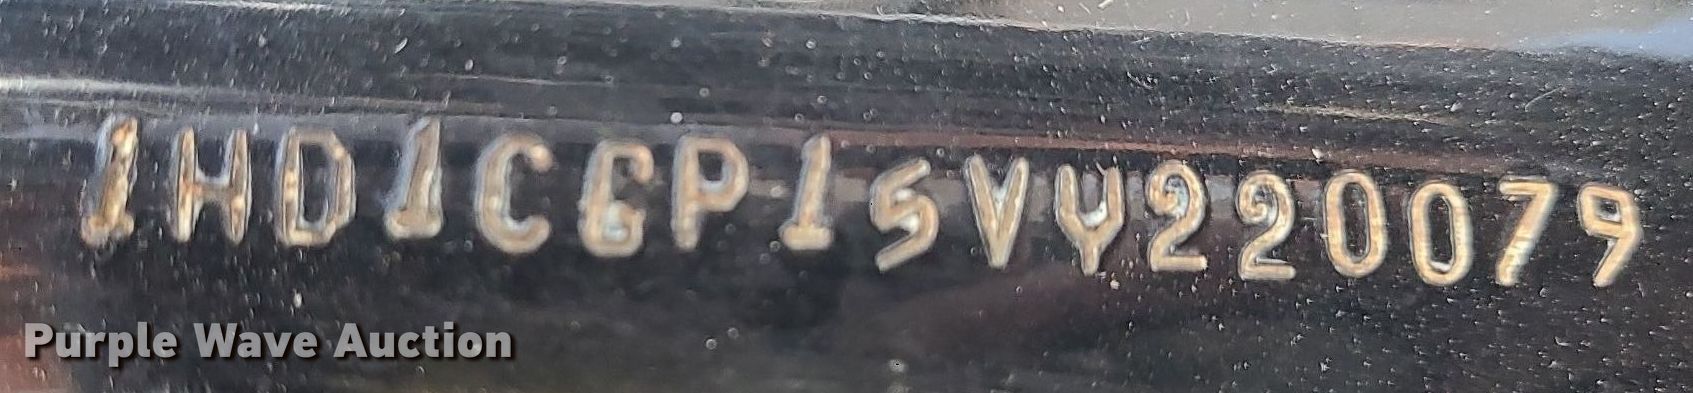 1HD1CGP15VY220079
Purple Wave Auction